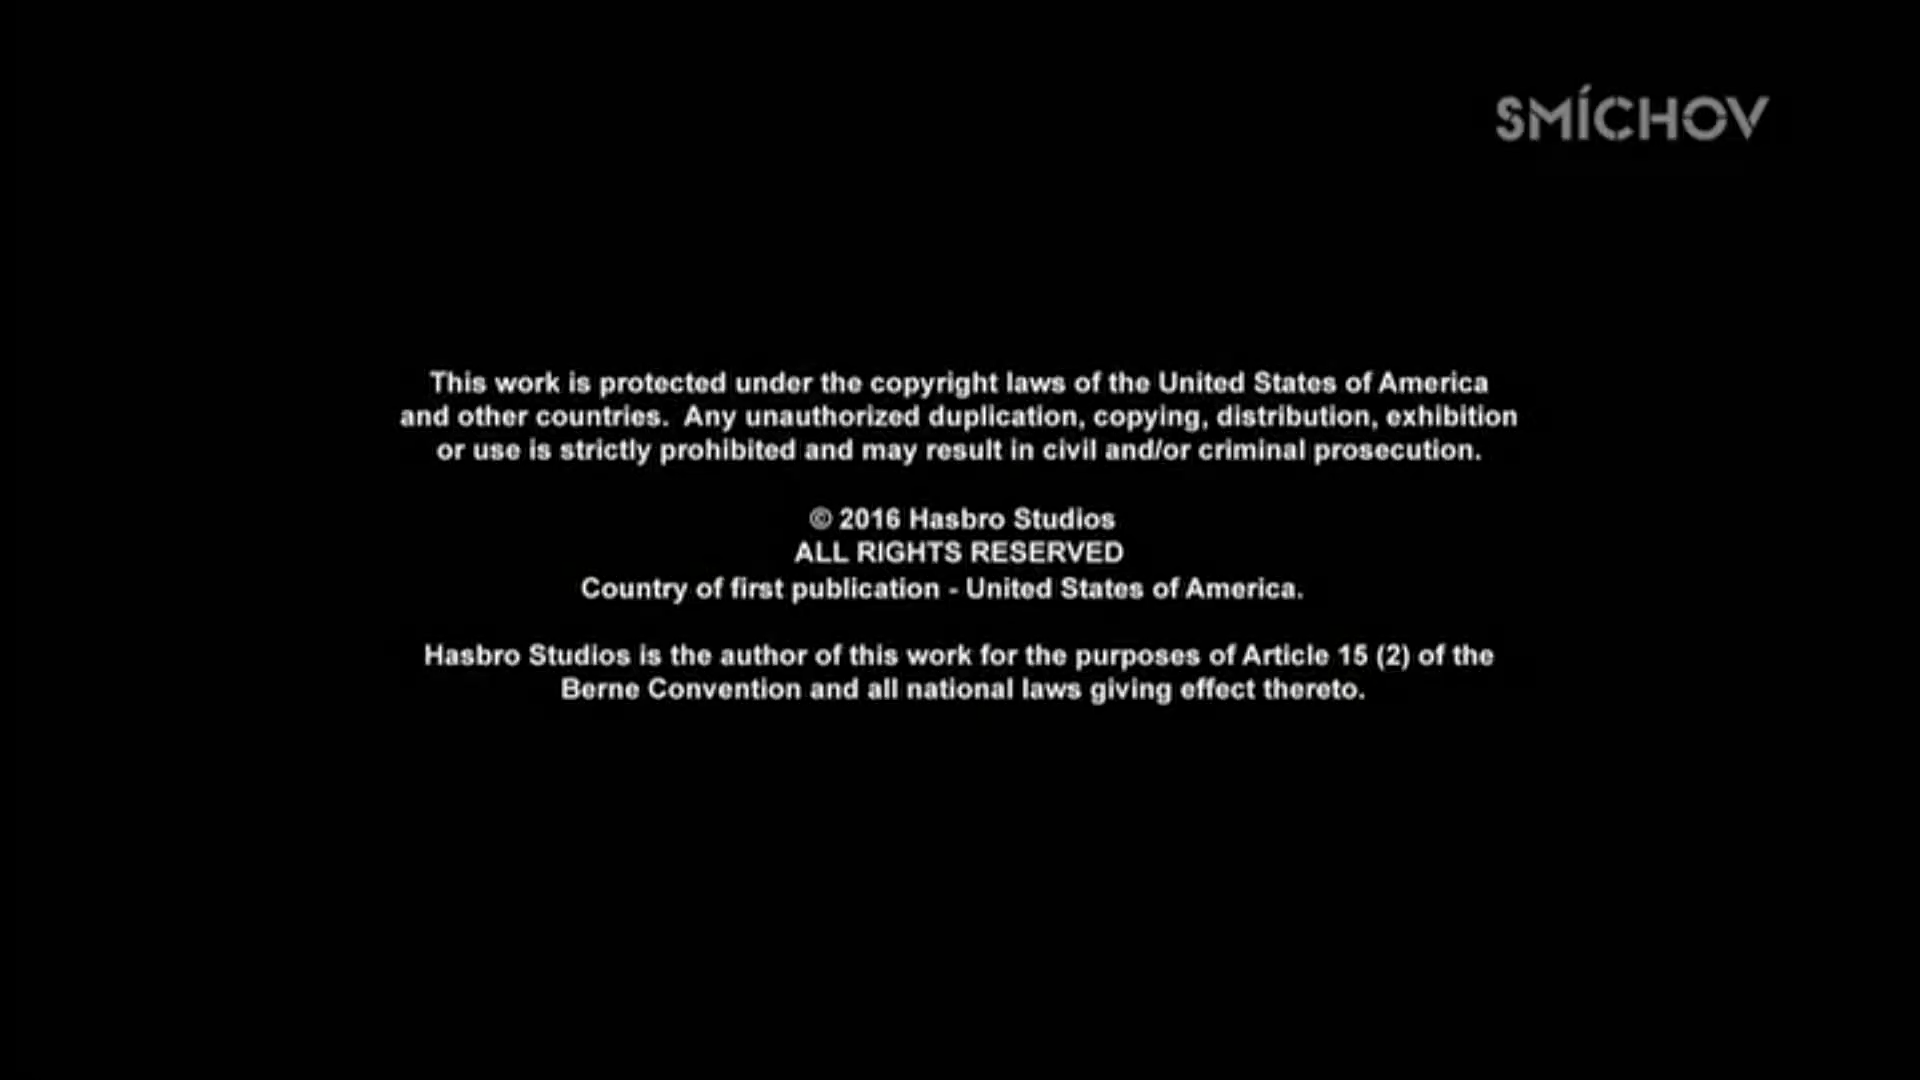 SMÍCHOV
This work is protected under the copyright laws of the United States of America
and other countries.  Any unauthorized duplication, copying, distribution, exhibition
or use is strictly prohibited and may result in civil and/or criminal prosecution.
© 2016 Hasbro Studios
ALL RIGHTS RESERVED
Country of first publication - United States of America.
Hasbro Studios is the author of this work for the purposes of Article 15 (2) of the
Berne Convention and all national laws giving effect thereto.